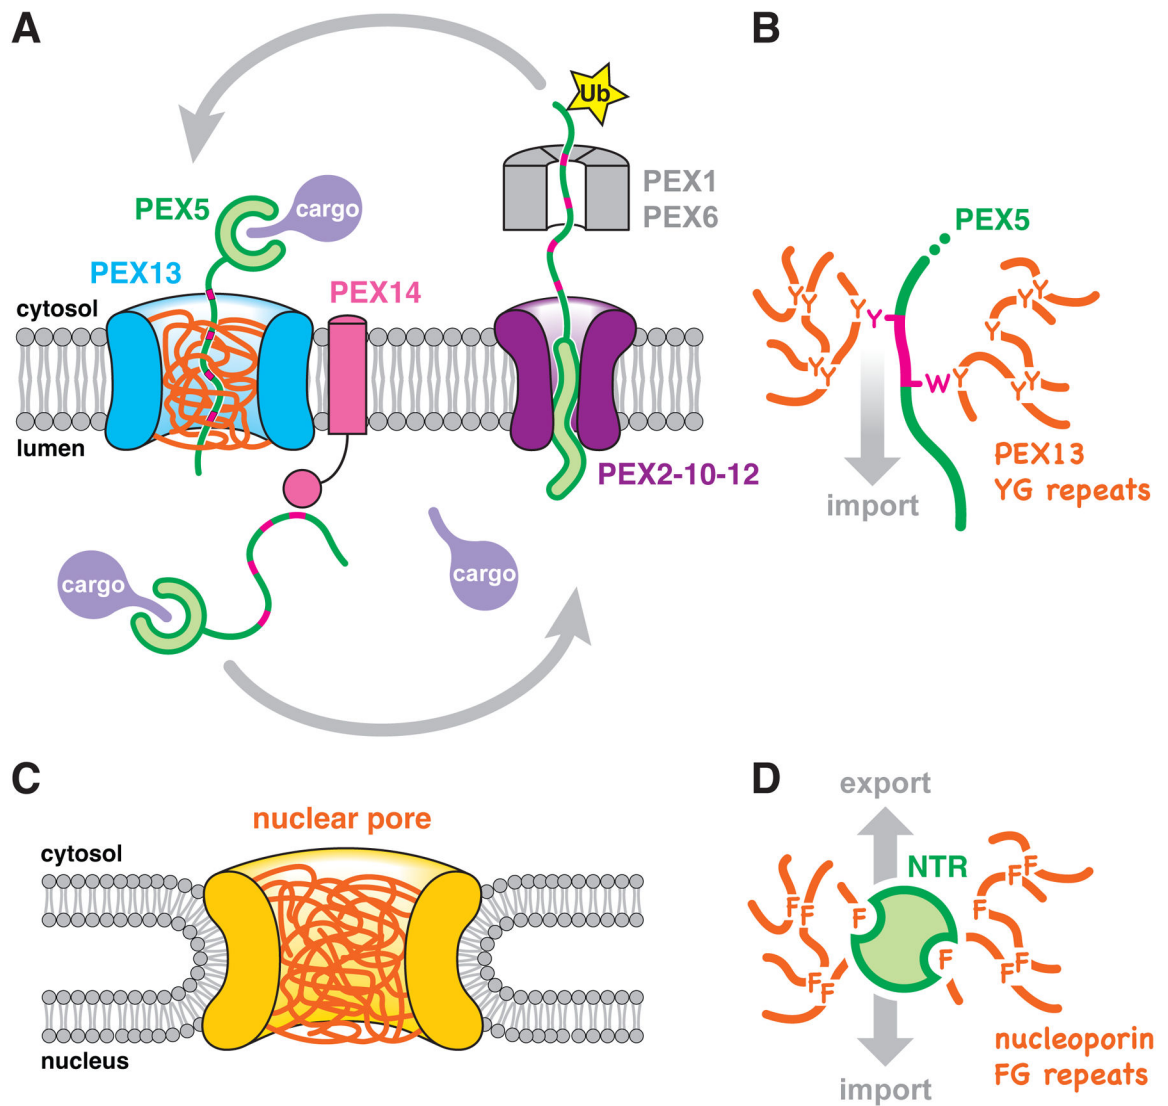 A
Ub
PEX1
PEX6
PEX5
cargo
PEX13
PEX14
cytosol
lumen
PEX2-10-12
cargo
cargo
B
PEX5
Y Y
Y Y
Y Y
Y W Y
Y Y
Y
Y Y
PEX13
YG repeats
import
C
nuclear pore
cytosol
nucleus
D
export
NTR
F F
F F
F F
F
F
F F
F
import
nucleoporin
FG repeats